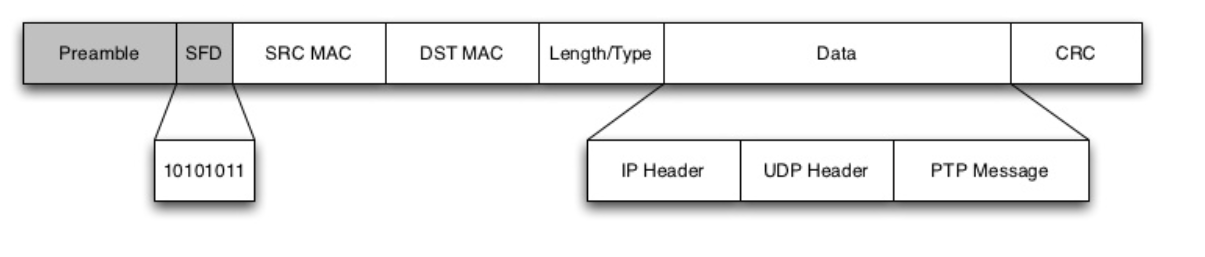 Preamble SFD SRC MAC DST MAC Length/Type Data CRC
10101011 IP Header UDP Header PTP Message